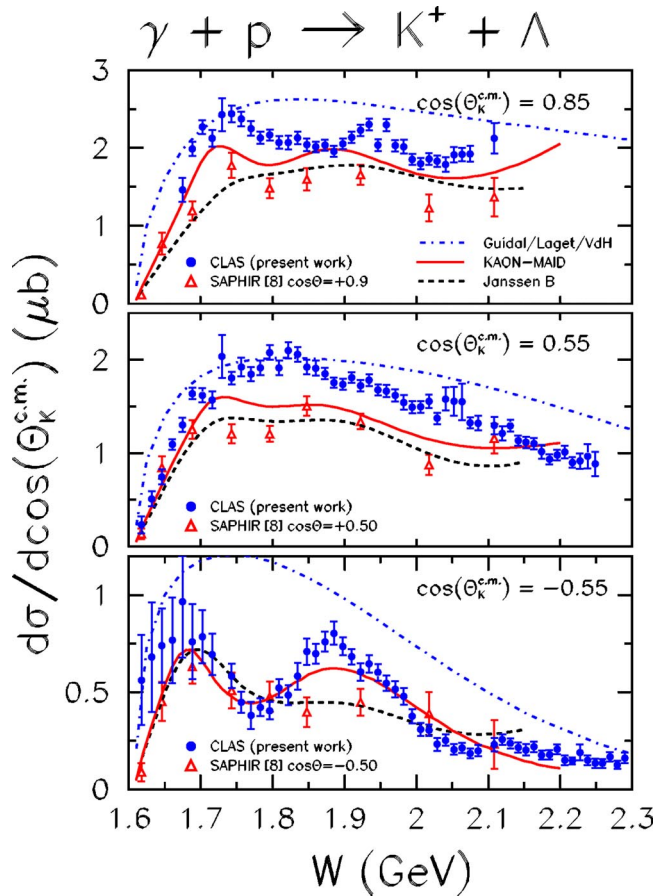 γ + p → K⁺ + Λ
3
cos(Θ_K^{c.m.}) = 0.85
2
1
Guidal/Laget/VdH
CLAS (present work) KAON-MAID
SAPHIR [8] cosΘ=+0.9 Janssen B
0
cos(Θ_K^{c.m.}) = 0.55
2
1
CLAS (present work)
SAPHIR [8] cosΘ=+0.50
0
cos(Θ_K^{c.m.}) = −0.55
1
0.5
CLAS (present work)
SAPHIR [8] cosΘ=−0.50
0
1.6 1.7 1.8 1.9 2 2.1 2.2 2.3
W (GeV)
dσ/dcos(Θ_K^{c.m.}) (μb)